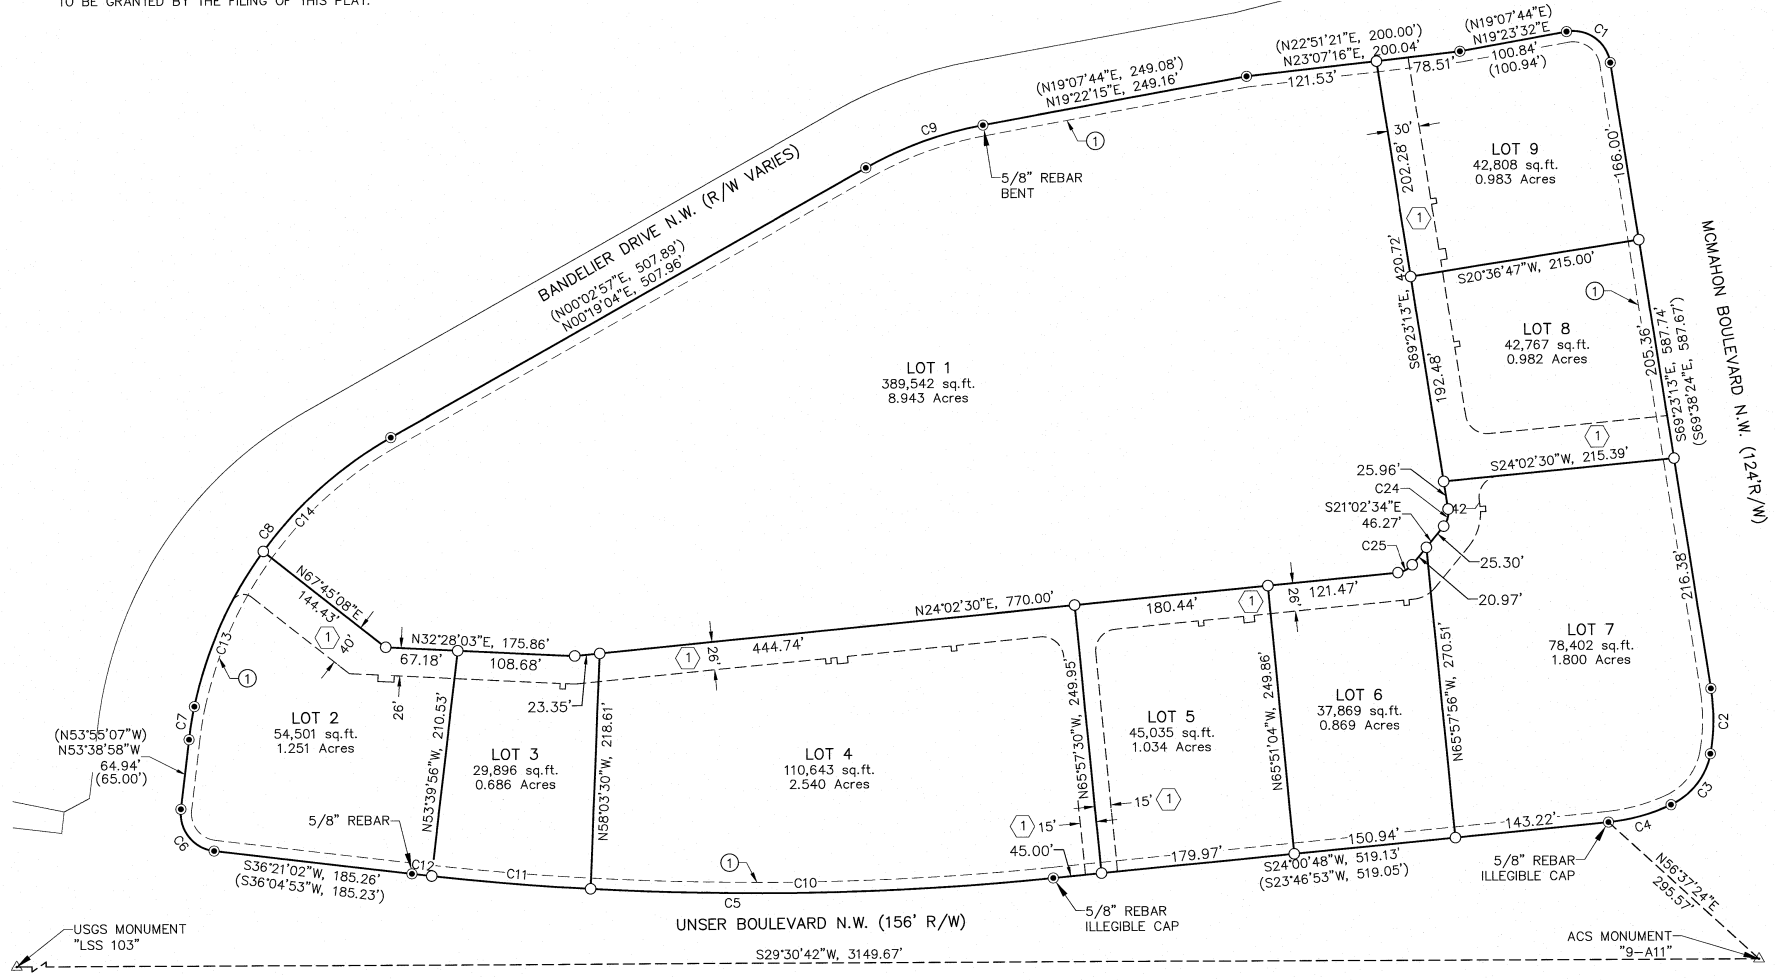 TO BE GRANTED BY THE FILING OF THIS PLAT.
(N19°07'44"E)
N19°23'32"E
100.84'
(100.94')
C1
(N22°51'21"E, 200.00')
N23°07'16"E, 200.04'
121.53'
78.51'
(N19°07'44"E, 249.08')
N19°22'15"E, 249.16'
1
C9
5/8" REBAR
BENT
BANDELIER DRIVE N.W. (R/W VARIES)
(N00°02'57"E, 507.89')
N00°19'04"E, 507.96'
30'
202.28'
1
LOT 9
42,808 sq.ft.
0.983 Acres
166.00'
MCMAHON BOULEVARD N.W. (124'R/W)
S20°36'47"W, 215.00'
S69°23'13"E, 420.72'
192.48'
LOT 8
42,767 sq.ft.
0.982 Acres
1
205.36'
S69°23'13"E, 587.74'
(S69°38'24"E, 587.67')
1
S24°02'30"W, 215.39'
LOT 1
389,542 sq.ft.
8.943 Acres
25.96'
C24
S21°02'34"E
46.27'
C25
42
25.30'
20.97'
216.38'
C8
C14
N67°45'08"E
144.43'
1
40'
C13
1
N32°28'03"E, 175.86'
67.18'
108.68'
26'
23.35'
N24°02'30"E, 770.00'
444.74'
1
26'
180.44'
1
26'
121.47'
C7
(N53°55'07"W)
N53°38'58"W
64.94'
(65.00')
LOT 2
54,501 sq.ft.
1.251 Acres
N53°39'56"W, 210.53'
LOT 3
29,896 sq.ft.
0.686 Acres
N58°03'30"W, 218.61'
LOT 4
110,643 sq.ft.
2.540 Acres
N65°57'30"W, 249.95'
LOT 5
45,035 sq.ft.
1.034 Acres
N65°51'04"W, 249.86'
LOT 6
37,869 sq.ft.
0.869 Acres
N65°57'56"W, 270.51'
LOT 7
78,402 sq.ft.
1.800 Acres
C2
C3
C4
C6
5/8" REBAR
S36°21'02"W, 185.26'
(S36°04'53"W, 185.23')
C12
C11
1
C10
C5
1
15'
15'
1
45.00'
179.97'
S24°00'48"W, 519.13'
(S23°46'53"W, 519.05')
150.94'
143.22'
5/8" REBAR
ILLEGIBLE CAP
5/8" REBAR
ILLEGIBLE CAP
N56°37'24"E
295.57'
UNSER BOULEVARD N.W. (156' R/W)
USGS MONUMENT
"LSS 103"
S29°30'42"W, 3149.67'
ACS MONUMENT
"9-A11"